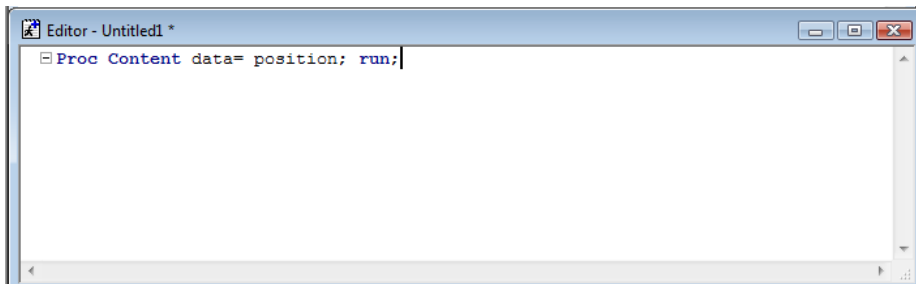 Editor - Untitled1 *
Proc Content data= position; run;